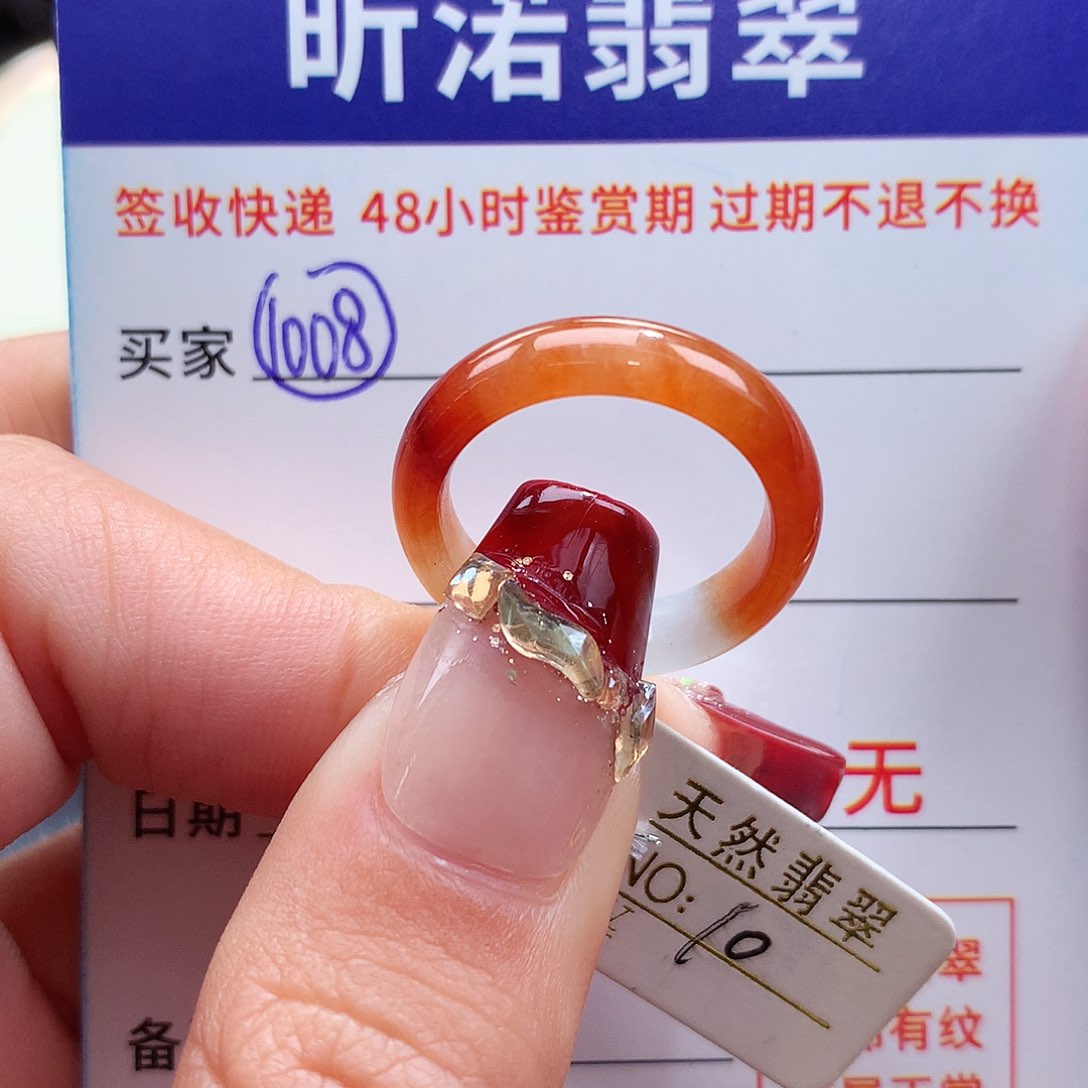 昕渃翡翠
签收快递 48小时鉴赏期 过期不退不换
买家 1008
无
日期
天然翡翠
NO: 10
翠
有纹
备